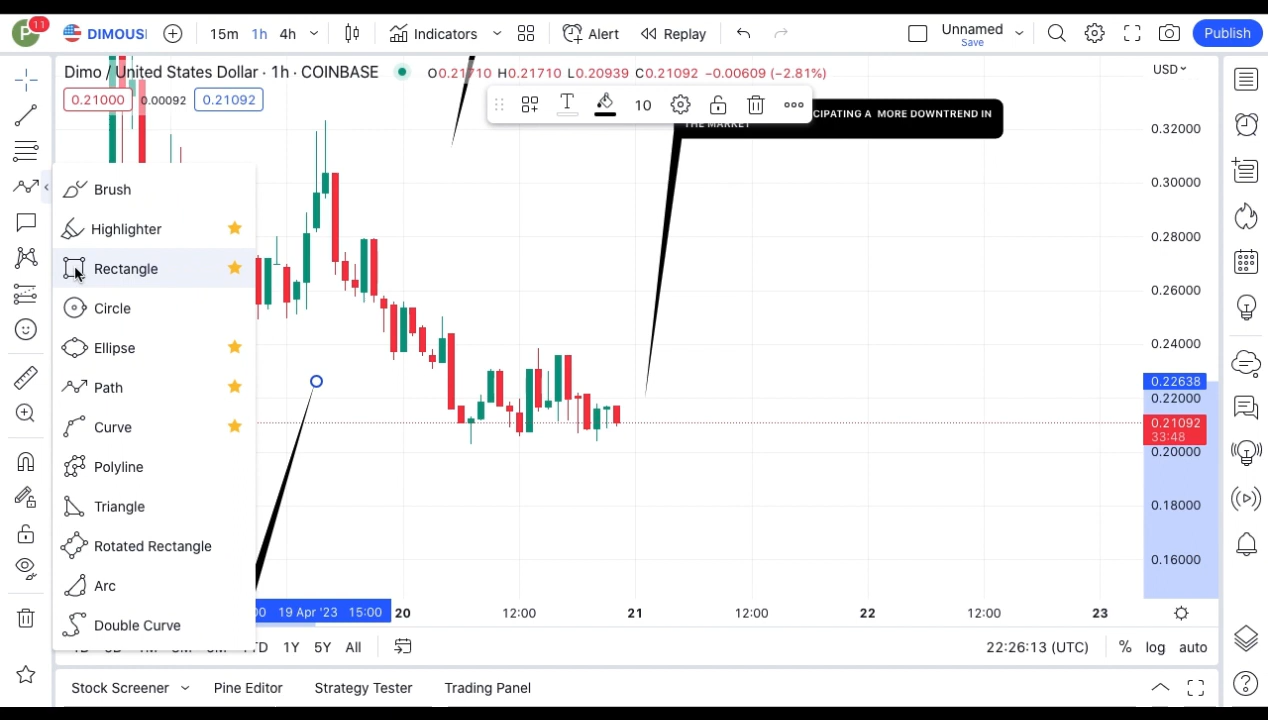 P 11 DIMOUSI 15m 1h 4h Indicators Alert Replay Unnamed Save Publish
Dimo / United States Dollar · 1h · COINBASE O0.21710 H0.21710 L0.20939 C0.21092 −0.00609 (−2.81%) USD
0.21000 0.00092 0.21092
10
CIPATING A MORE DOWNTREND IN
THE MARKET
0.32000
0.30000
0.28000
0.26000
0.24000
0.22638
0.22000
0.21092
33:48
0.20000
0.18000
0.16000
Brush
Highlighter
Rectangle
Circle
Ellipse
Path
Curve
Polyline
Triangle
Rotated Rectangle
Arc
Double Curve
19 Apr '23 15:00 20 12:00 21 12:00 22 12:00 23
1Y 5Y All 22:26:13 (UTC) % log auto
Stock Screener Pine Editor Strategy Tester Trading Panel